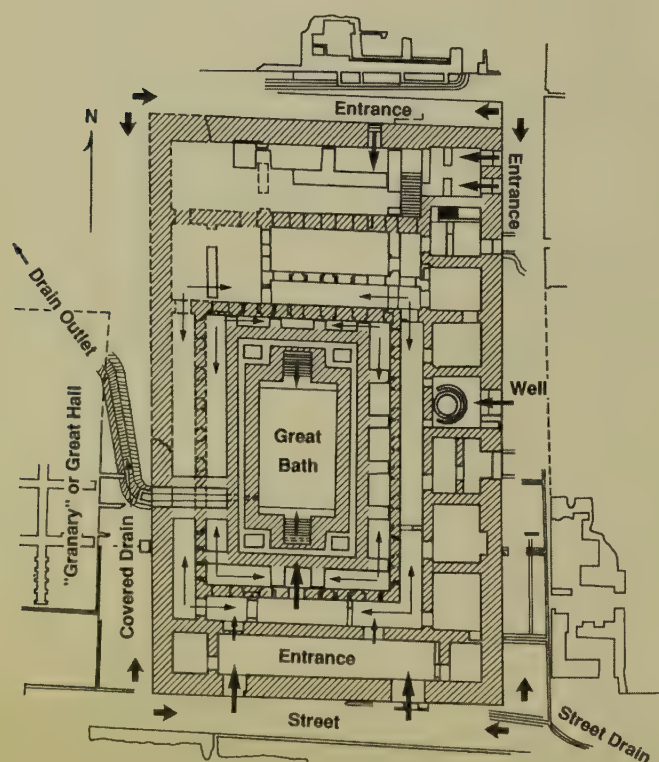 Entrance
N
Entrance
Drain Outlet
Well
Great
Bath
"Granary" or Great Hall
Covered Drain
Entrance
Street
Street Drain